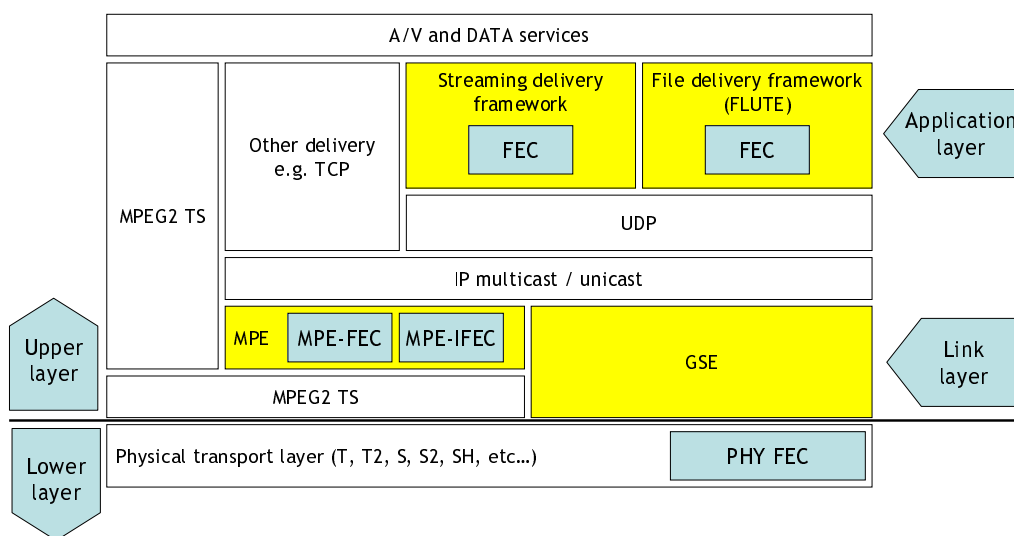 A/V and DATA services
Streaming delivery
framework
FEC
File delivery framework
(FLUTE)
FEC
Application
layer
Other delivery
e.g. TCP
MPEG2 TS
UDP
IP multicast / unicast
Upper
layer
MPE
MPE-FEC
MPE-IFEC
GSE
Link
layer
MPEG2 TS
Lower
layer
Physical transport layer (T, T2, S, S2, SH, etc…)
PHY FEC